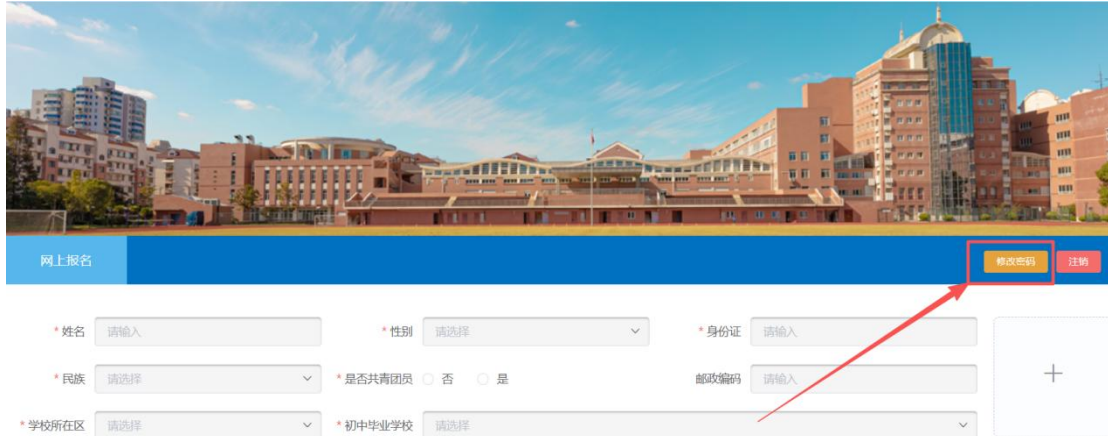 网上报名
修改密码 注销
* 姓名 请输入 * 性别 请选择 * 身份证 请输入
* 民族 请选择 * 是否共青团员 否 是 邮政编码 请输入
* 学校所在区 请选择 * 初中毕业学校 请选择